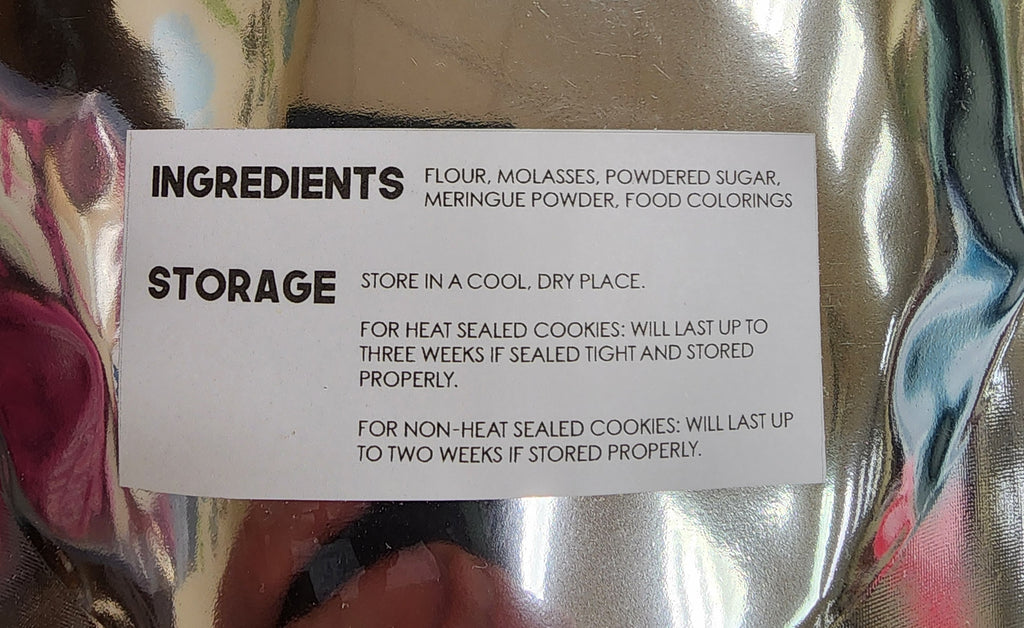 INGREDIENTS FLOUR, MOLASSES, POWDERED SUGAR,
MERINGUE POWDER, FOOD COLORINGS
STORAGE STORE IN A COOL, DRY PLACE.
FOR HEAT SEALED COOKIES: WILL LAST UP TO
THREE WEEKS IF SEALED TIGHT AND STORED
PROPERLY.
FOR NON-HEAT SEALED COOKIES: WILL LAST UP
TO TWO WEEKS IF STORED PROPERLY.